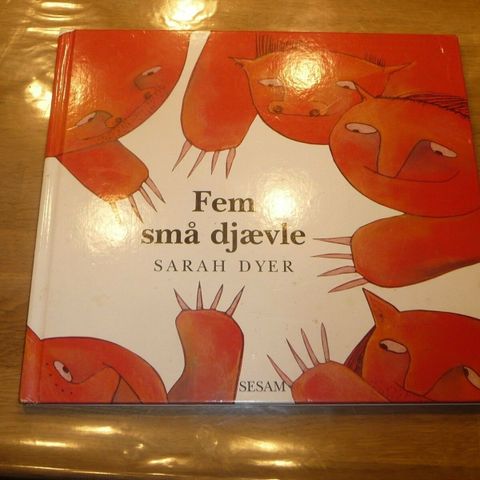 Fem
små djævle
SARAH DYER
SESAM